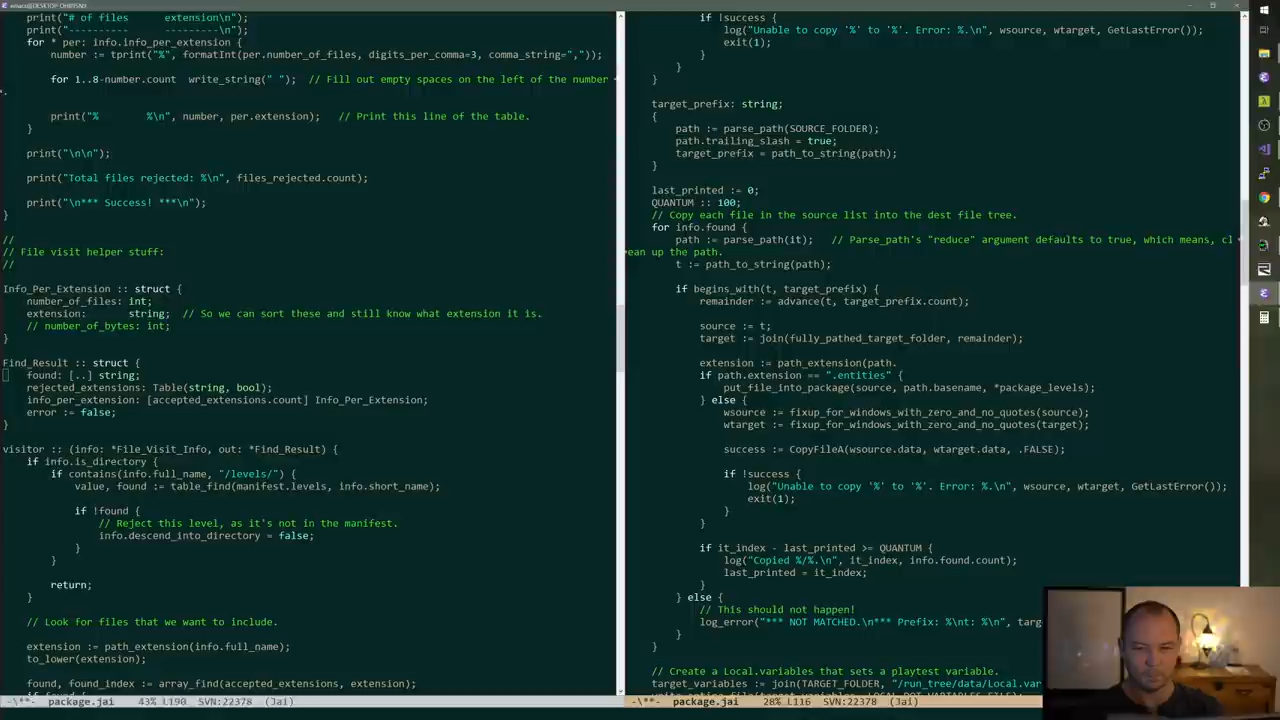 emacs@DESKTOP-OHBI5ND
print("# of files      extension\n");
print("----------      ---------\n");
for * per: info.info_per_extension {
number := tprint("%", formatInt(per.number_of_files, digits_per_comma=3, comma_string=","));
for 1..8-number.count  write_string(" ");  // Fill out empty spaces on the left of the number
.
print("%        %\n", number, per.extension);   // Print this line of the table.
}
print("\n\n");
print("Total files rejected: %\n", files_rejected.count);
print("\n*** Success! ***\n");
}
//
// File visit helper stuff:
//
Info_Per_Extension :: struct {
number_of_files: int;
extension:       string;  // So we can sort these and still know what extension it is.
// number_of_bytes: int;
}
Find_Result :: struct {
found: [..] string;
rejected_extensions: Table(string, bool);
info_per_extension: [accepted_extensions.count] Info_Per_Extension;
error := false;
}
visitor :: (info: *File_Visit_Info, out: *Find_Result) {
if info.is_directory {
if contains(info.full_name, "/levels/") {
value, found := table_find(manifest.levels, info.short_name);
if !found {
// Reject this level, as it's not in the manifest.
info.descend_into_directory = false;
}
}
return;
}
// Look for files that we want to include.
extension := path_extension(info.full_name);
to_lower(extension);
found, found_index := array_find(accepted_extensions, extension);
-\**-  package.jai   43% L190  SVN:22378  (Jai)
if !success {
log("Unable to copy '%' to '%'. Error: %.\n", wsource, wtarget, GetLastError());
exit(1);
}
}
target_prefix: string;
{
path := parse_path(SOURCE_FOLDER);
path.trailing_slash = true;
target_prefix = path_to_string(path);
}
last_printed := 0;
QUANTUM :: 100;
// Copy each file in the source list into the dest file tree.
for info.found {
path := parse_path(it);   // Parse_path's "reduce" argument defaults to true, which means, cl
ean up the path.
t := path_to_string(path);
if begins_with(t, target_prefix) {
remainder := advance(t, target_prefix.count);
source := t;
target := join(fully_pathed_target_folder, remainder);
extension := path_extension(path.
if path.extension == ".entities" {
put_file_into_package(source, path.basename, *package_levels);
} else {
wsource := fixup_for_windows_with_zero_and_no_quotes(source);
wtarget := fixup_for_windows_with_zero_and_no_quotes(target);
success := CopyFileA(wsource.data, wtarget.data, .FALSE);
if !success {
log("Unable to copy '%' to '%'. Error: %.\n", wsource, wtarget, GetLastError());
exit(1);
}
}
if it_index - last_printed >= QUANTUM {
log("Copied %/%.\n", it_index, info.found.count);
last_printed = it_index;
}
} else {
// This should not happen!
log_error("*** NOT MATCHED.\n*** Prefix: %\nt: %\n", targ
}
}
// Create a Local.variables that sets a playtest variable.
target_variables := join(TARGET_FOLDER, "/run_tree/data/Local.var
-\**-  package.jai   28% L116  SVN:22378  (Jai)